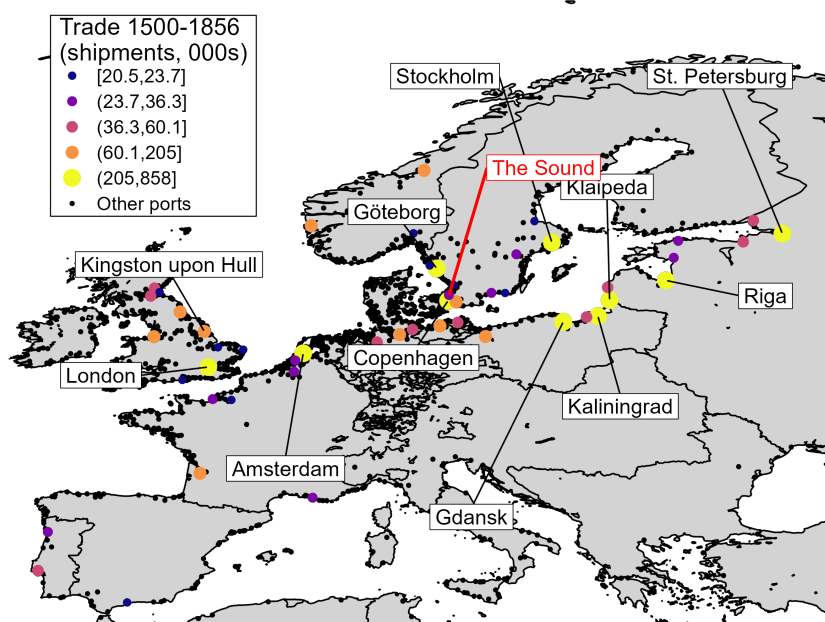 Trade 1500-1856
(shipments, 000s)
[20.5,23.7]
(23.7,36.3]
(36.3,60.1]
(60.1,205]
(205,858]
Other ports
Stockholm
St. Petersburg
The Sound
Klaipeda
Göteborg
Kingston upon Hull
Riga
Copenhagen
London
Kaliningrad
Amsterdam
Gdansk